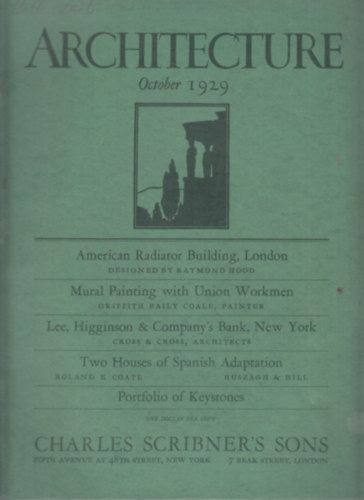 ARCHITECTURE
October 1929
American Radiator Building, London
DESIGNED BY RAYMOND HOOD
Mural Painting with Union Workmen
GRIFFITH BAILY COALE, PAINTER
Lee, Higginson & Company's Bank, New York
CROSS & CROSS, ARCHITECTS
Two Houses of Spanish Adaptation
ROLAND E COATE & HILL
Portfolio of Keystones
CHARLES SCRIBNER'S SONS
FIFTH AVENUE AT 48TH STREET, NEW YORK 7 BEAK STREET, LONDON